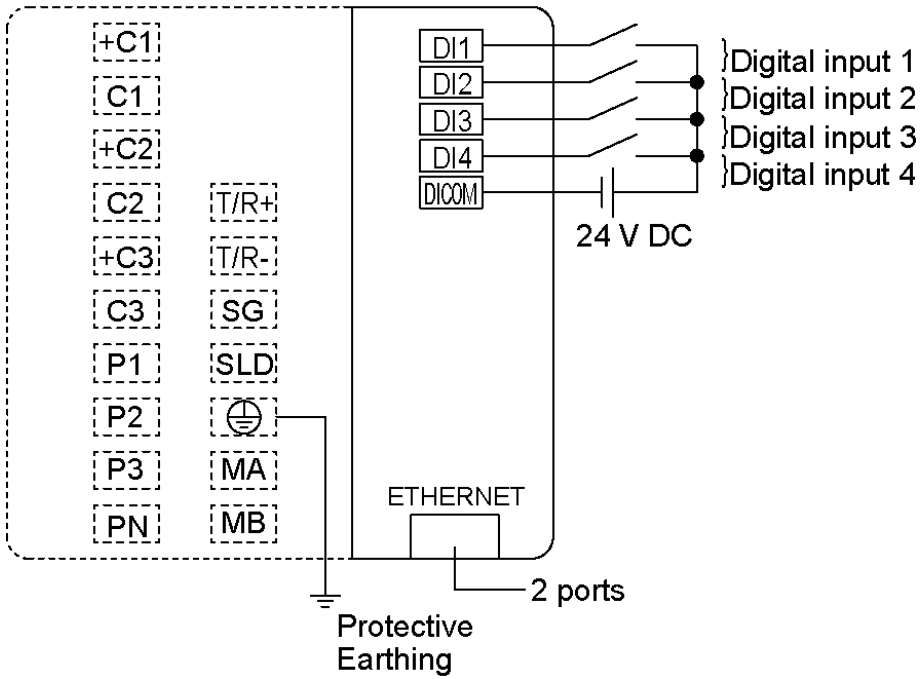 +C1
C1
+C2
C2
+C3
C3
P1
P2
P3
PN
T/R+
T/R-
SG
SLD
MA
MB
DI1
DI2
DI3
DI4
DICOM
24 V DC
}Digital input 1
}Digital input 2
}Digital input 3
}Digital input 4
ETHERNET
2 ports
Protective
Earthing